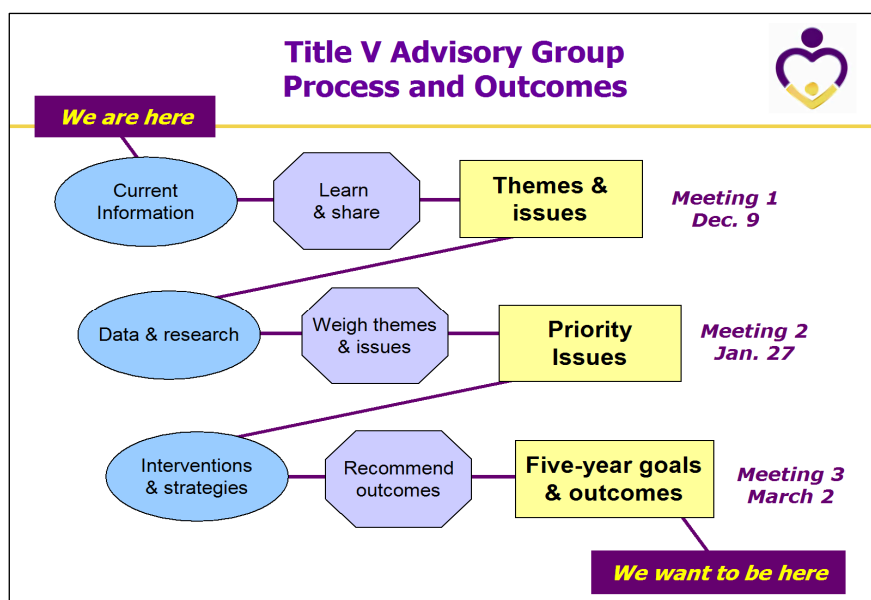 Title V Advisory Group
Process and Outcomes
We are here
Current
Information
Learn
& share
Themes &
issues
Meeting 1
Dec. 9
Data & research
Weigh themes
& issues
Priority
Issues
Meeting 2
Jan. 27
Interventions
& strategies
Recommend
outcomes
Five-year goals
& outcomes
Meeting 3
March 2
We want to be here